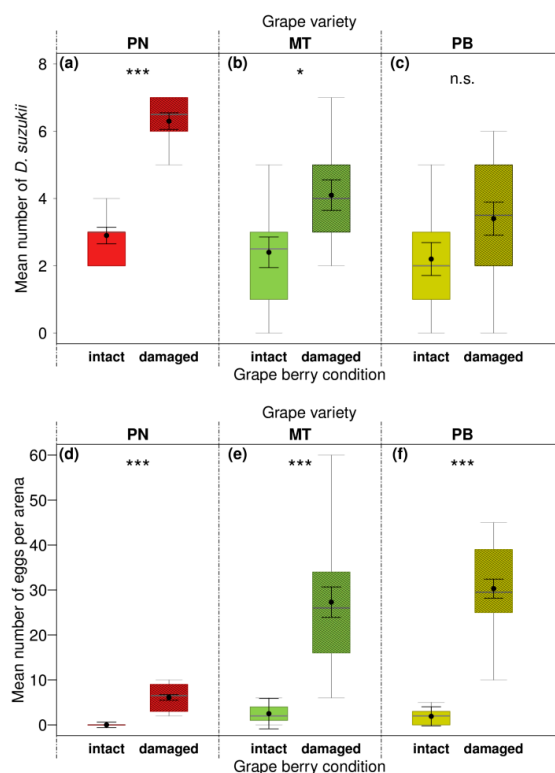 Grape variety
PN MT PB
(a) (b) (c)
*** * n.s.
8
6
4
2
0
Mean number of D. suzukii
intact damaged intact damaged intact damaged
Grape berry condition
Grape variety
PN MT PB
(d) (e) (f)
*** *** ***
60
50
40
30
20
10
0
Mean number of eggs per arena
intact damaged intact damaged intact damaged
Grape berry condition